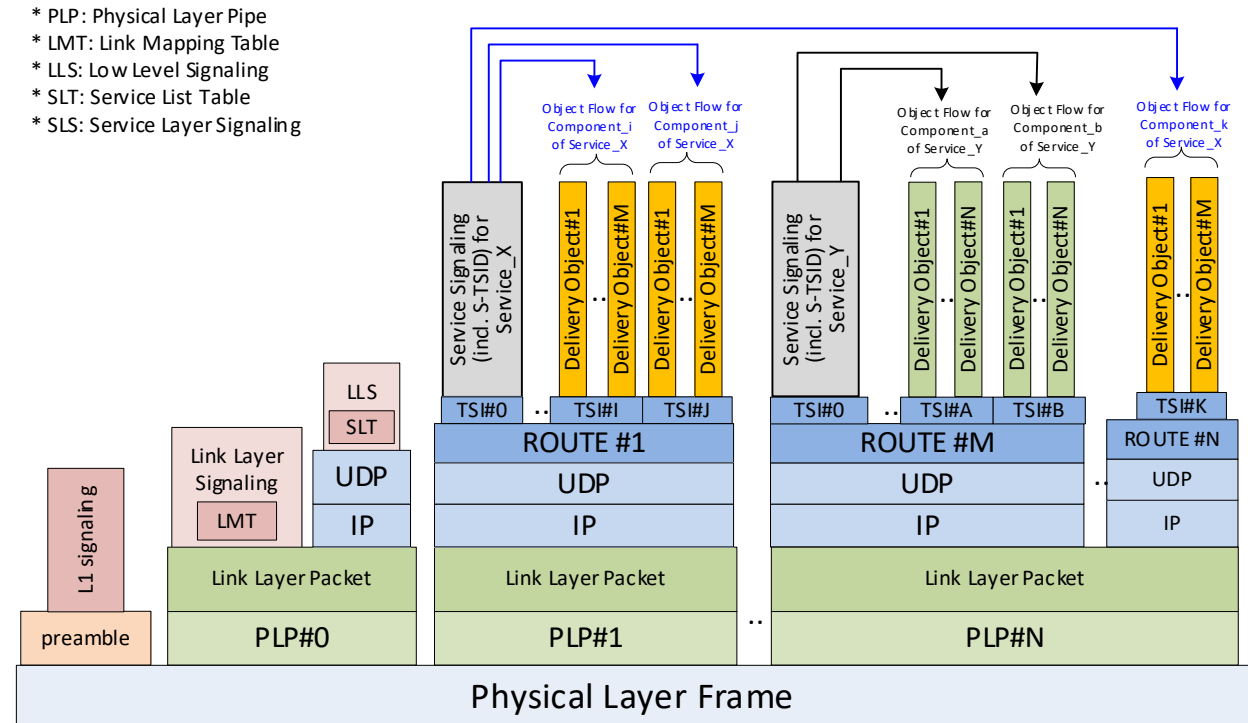 * PLP: Physical Layer Pipe
* LMT: Link Mapping Table
* LLS: Low Level Signaling
* SLT: Service List Table
* SLS: Service Layer Signaling
Object Flow for
Component_i
of Service_X
Object Flow for
Component_j
of Service_X
Object Flow for
Component_a
of Service_Y
Object Flow for
Component_b
of Service_Y
Object Flow for
Component_k
of Service_X
Service Signaling
(incl. S-TSID) for
Service_X
Delivery Object#1
..
Delivery Object#M
Delivery Object#1
..
Delivery Object#M
Service Signaling
(incl. S-TSID) for
Service_Y
Delivery Object#1
..
Delivery Object#N
Delivery Object#1
..
Delivery Object#N
Delivery Object#1
..
Delivery Object#M
LLS
SLT
TSI#0
..
TSI#I
TSI#J
TSI#0
..
TSI#A
TSI#B
TSI#K
Link Layer
Signaling
LMT
UDP
IP
ROUTE #1
UDP
IP
ROUTE #M
UDP
IP
..
ROUTE #N
UDP
IP
L1 signaling
Link Layer Packet
Link Layer Packet
Link Layer Packet
preamble
PLP#0
PLP#1
..
PLP#N
Physical Layer Frame